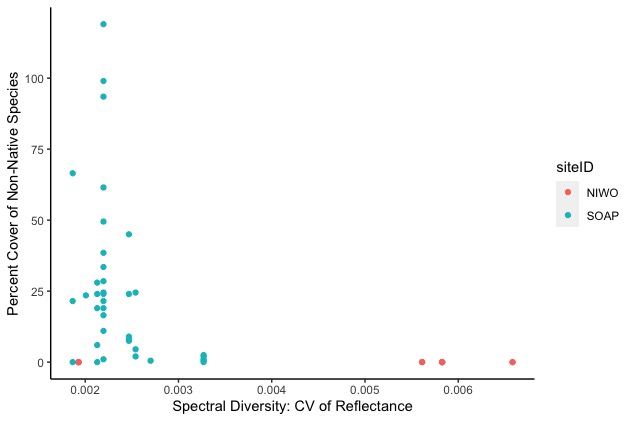 Percent Cover of Non-Native Species
100
75
50
25
0
0.002
0.003
0.004
0.005
0.006
Spectral Diversity: CV of Reflectance
siteID
NIWO
SOAP